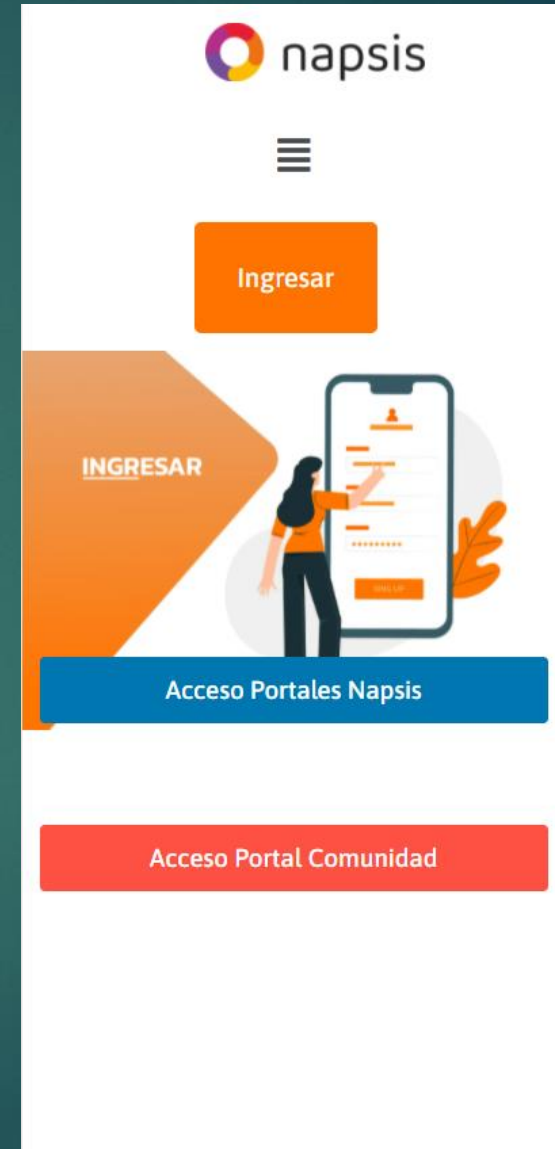 napsis
Ingresar
INGRESAR
Acceso Portales Napsis
Acceso Portal Comunidad